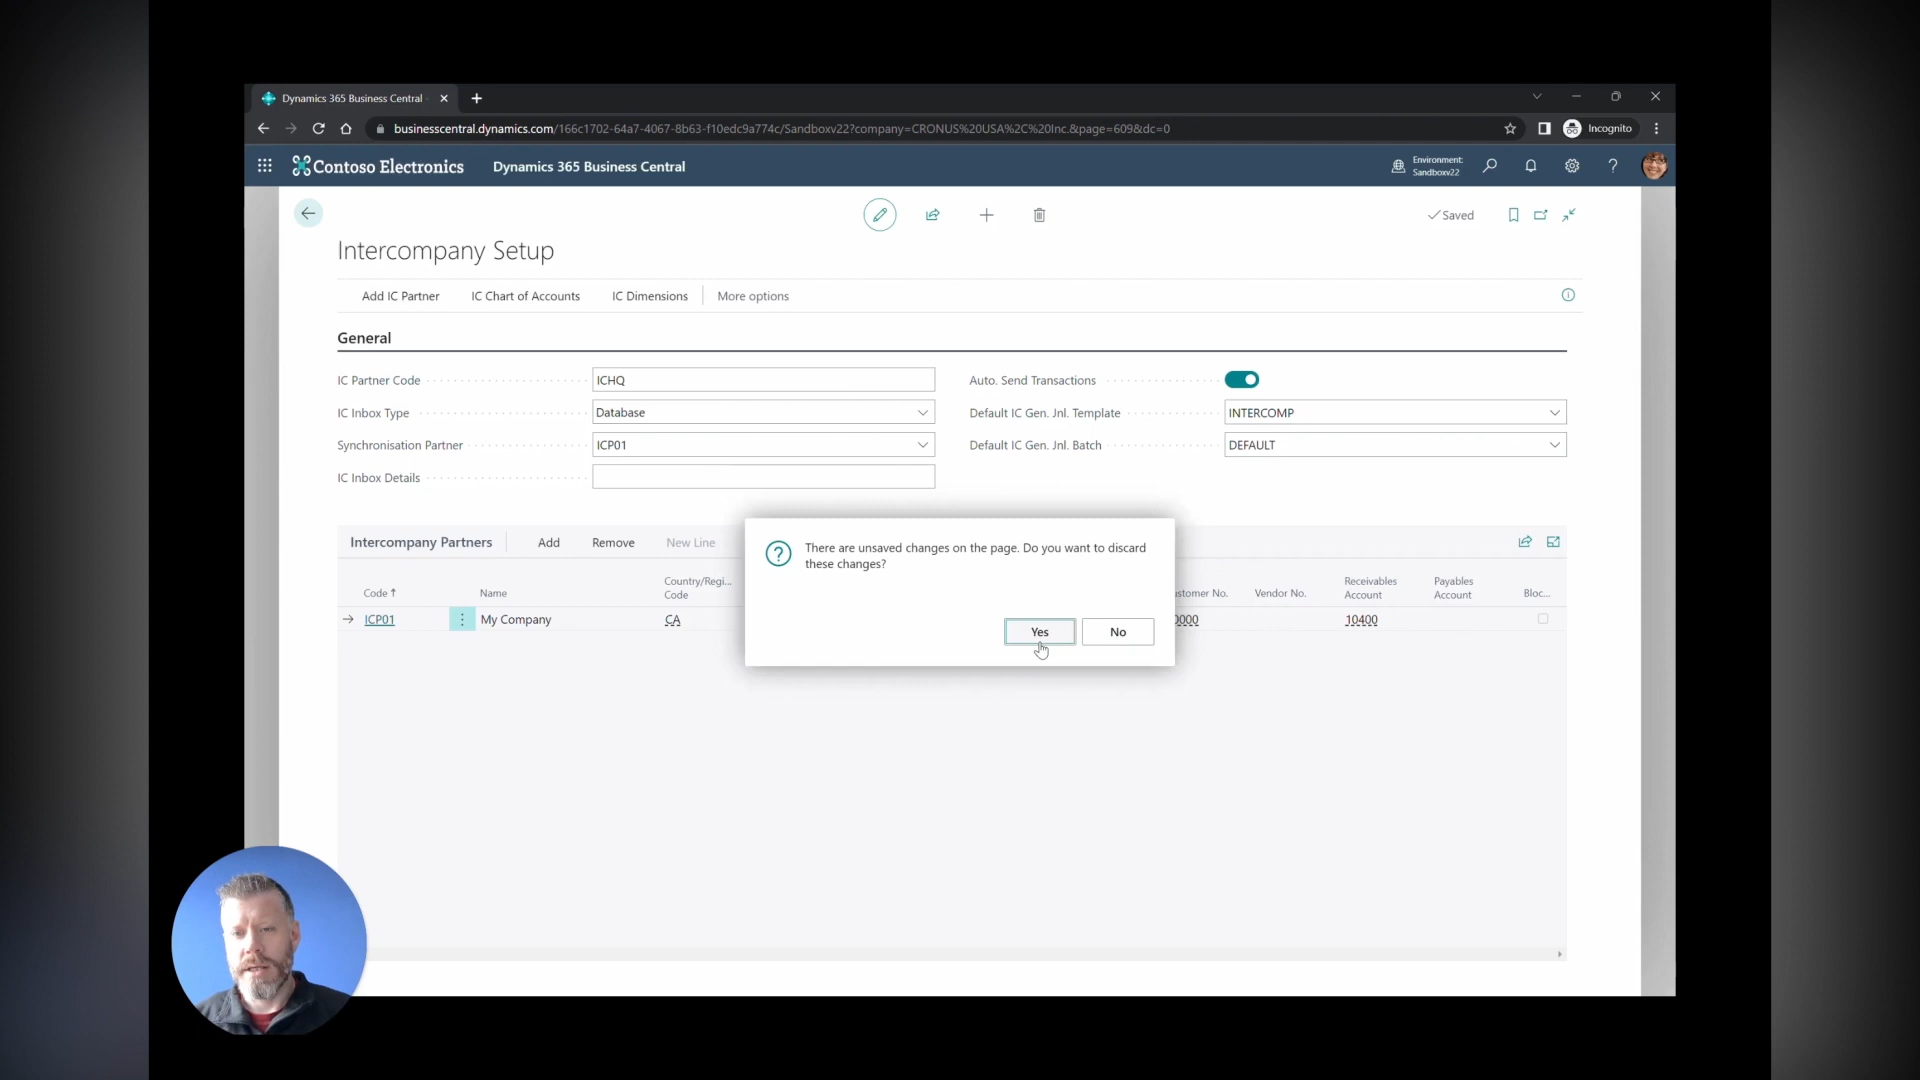 Dynamics 365 Business Central
businesscentral.dynamics.com/166c1702-64a7-4067-8b63-f10edc9a774c/Sandboxv22?company=CRONUS%20USA%2C%20Inc.&page=609&dc=0
Incognito
Contoso Electronics
Dynamics 365 Business Central
Environment:
Sandboxv22
Saved
Intercompany Setup
Add IC Partner
IC Chart of Accounts
IC Dimensions
More options
General
IC Partner Code
ICHQ
Auto. Send Transactions
IC Inbox Type
Database
Default IC Gen. Jnl. Template
INTERCOMP
Synchronisation Partner
ICP01
Default IC Gen. Jnl. Batch
DEFAULT
IC Inbox Details
Intercompany Partners
Add
Remove
New Line
There are unsaved changes on the page. Do you want to discard
these changes?
Yes
No
Code ↑
Name
Country/Regi...
Code
ustomer No.
Vendor No.
Receivables
Account
Payables
Account
Bloc...
ICP01
My Company
CA
0000
10400